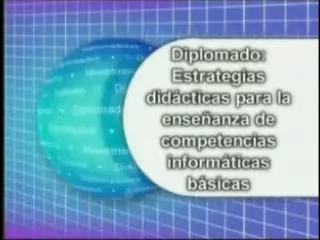 Diplomado:
Estrategias
didácticas para la
enseñanza de
competencias
informáticas
básicas